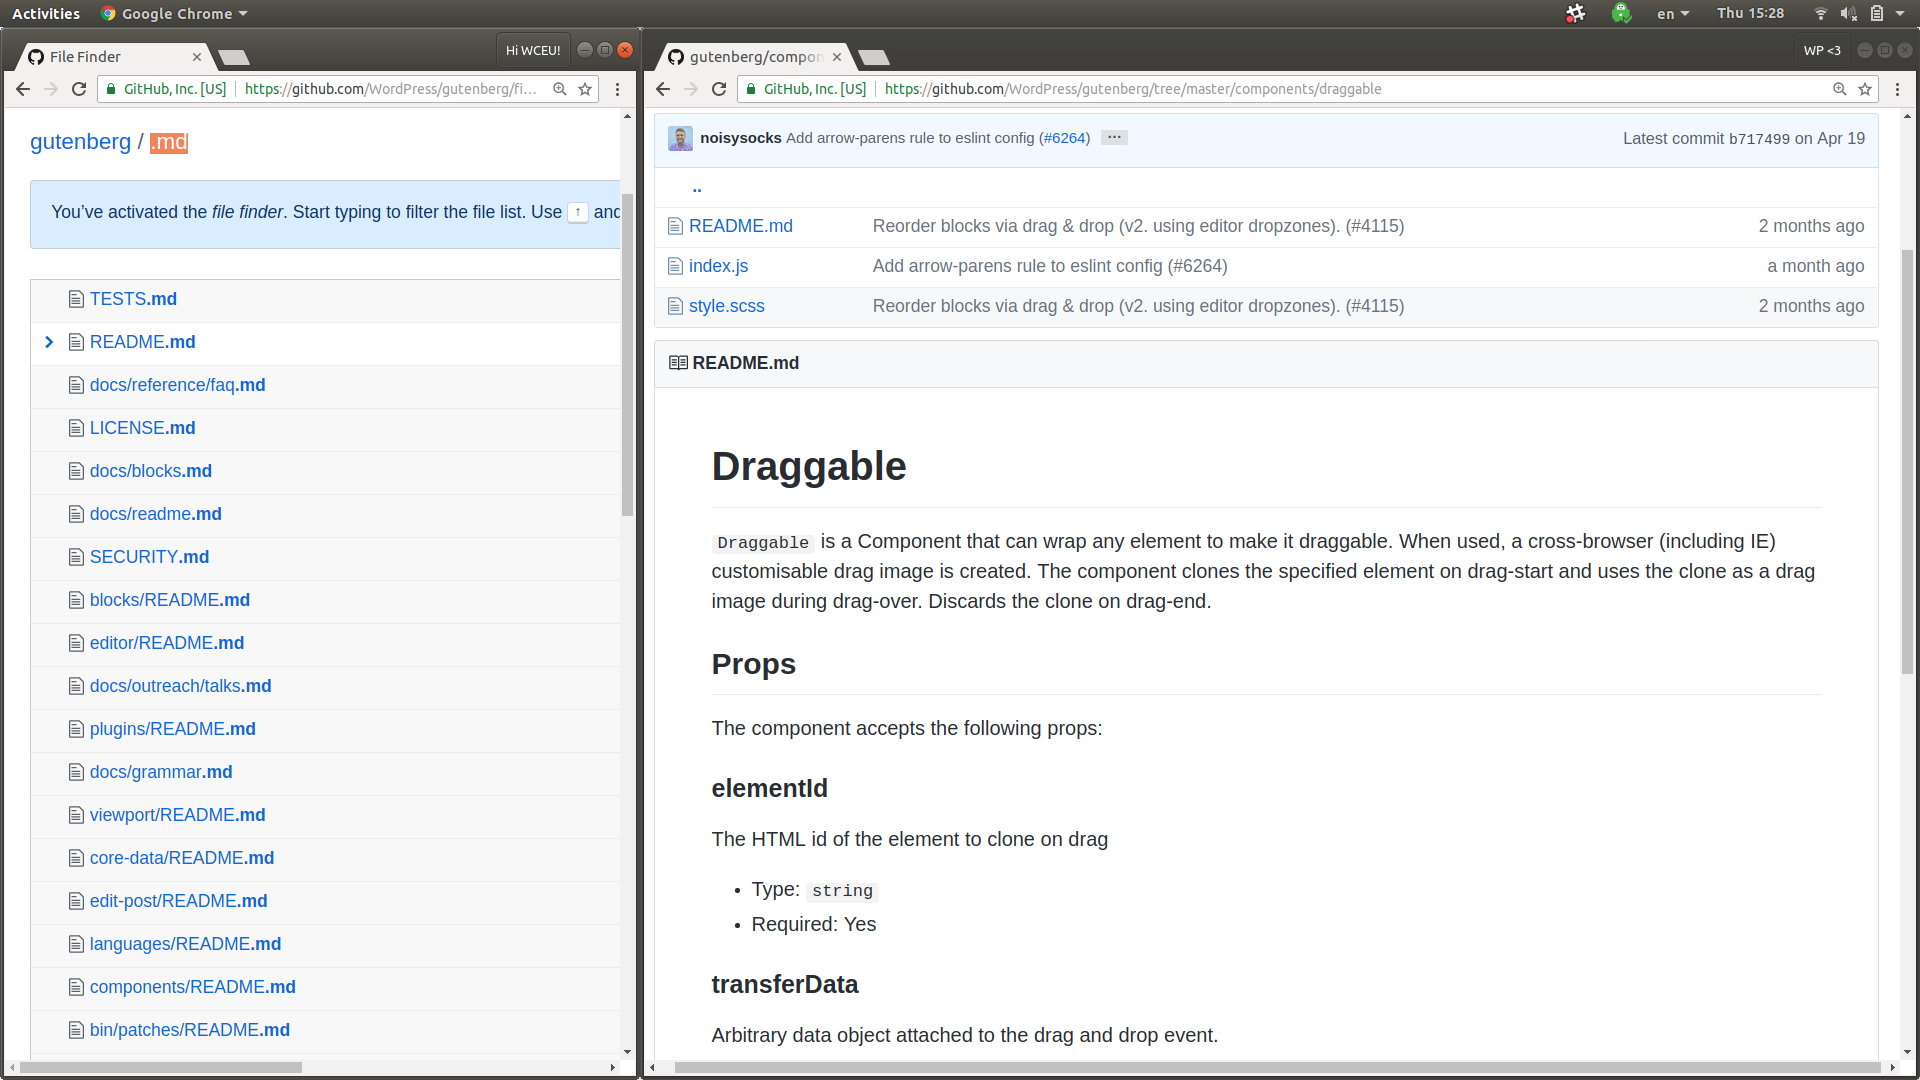 Activities
Google Chrome
en
Thu 15:28
File Finder
Hi WCEU!
GitHub, Inc. [US]
https://github.com/WordPress/gutenberg/fi...
gutenberg / .md
You've activated the file finder. Start typing to filter the file list. Use ↑ and
TESTS.md
README.md
docs/reference/faq.md
LICENSE.md
docs/blocks.md
docs/readme.md
SECURITY.md
blocks/README.md
editor/README.md
docs/outreach/talks.md
plugins/README.md
docs/grammar.md
viewport/README.md
core-data/README.md
edit-post/README.md
languages/README.md
components/README.md
bin/patches/README.md
gutenberg/compon
WP <3
GitHub, Inc. [US]
https://github.com/WordPress/gutenberg/tree/master/components/draggable
noisysocks Add arrow-parens rule to eslint config (#6264) ...
Latest commit b717499 on Apr 19
..
README.md Reorder blocks via drag & drop (v2. using editor dropzones). (#4115) 2 months ago
index.js Add arrow-parens rule to eslint config (#6264) a month ago
style.scss Reorder blocks via drag & drop (v2. using editor dropzones). (#4115) 2 months ago
README.md
Draggable
Draggable is a Component that can wrap any element to make it draggable. When used, a cross-browser (including IE)
customisable drag image is created. The component clones the specified element on drag-start and uses the clone as a drag
image during drag-over. Discards the clone on drag-end.
Props
The component accepts the following props:
elementId
The HTML id of the element to clone on drag
• Type: string
• Required: Yes
transferData
Arbitrary data object attached to the drag and drop event.